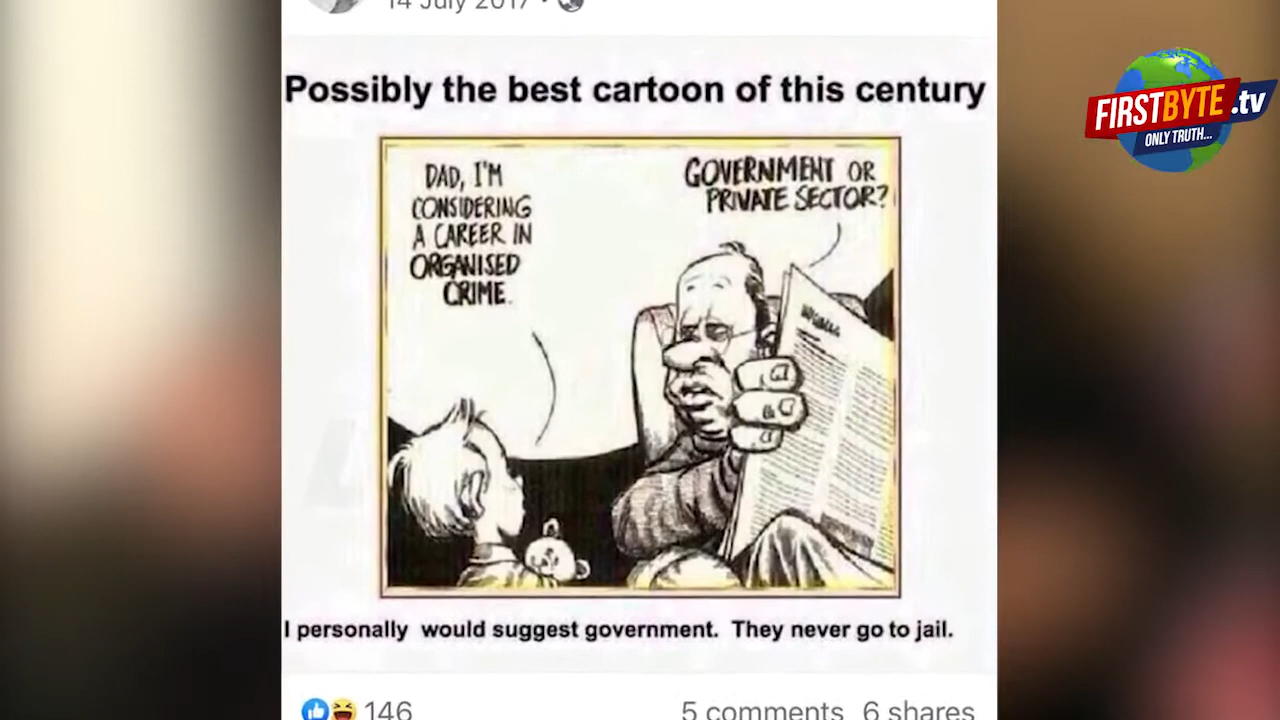 14 July 2017 ·
FIRSTBYTE.tv
ONLY TRUTH...
Possibly the best cartoon of this century
DAD, I'M
CONSIDERING
A CAREER IN
ORGANISED
CRIME.
GOVERNMENT OR
PRIVATE SECTOR?
I personally would suggest government. They never go to jail.
146
5 comments 6 shares